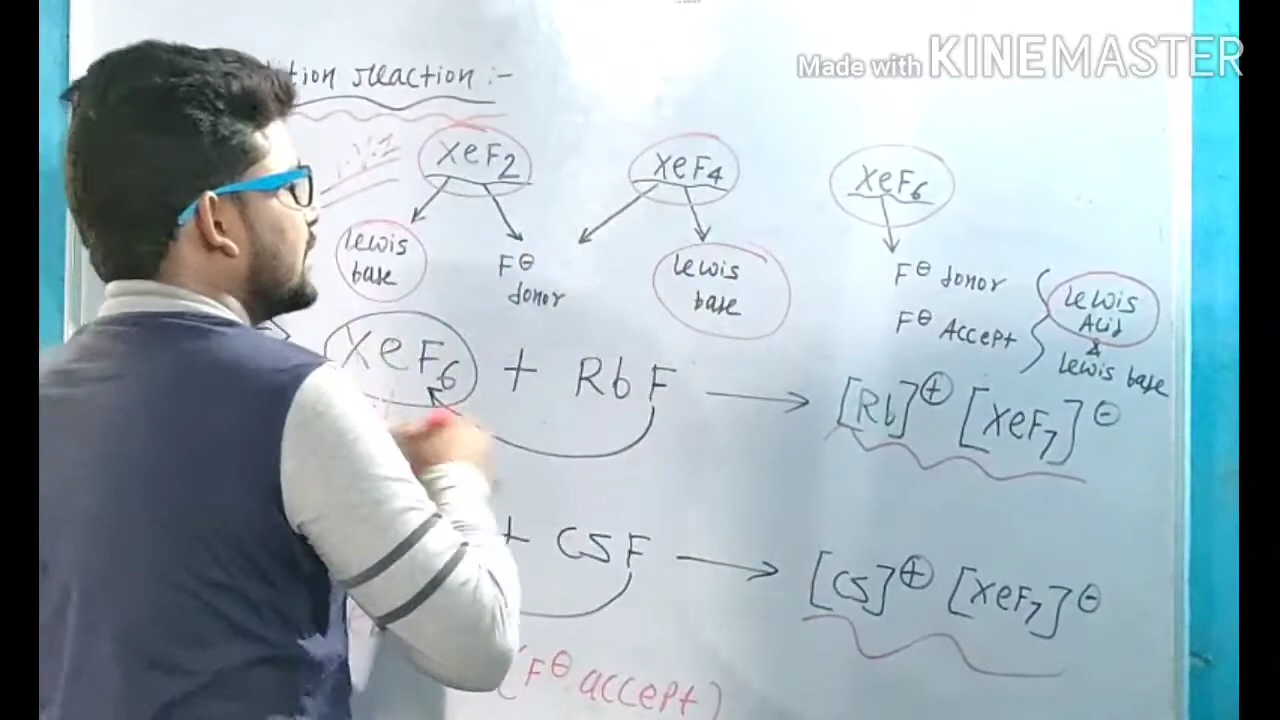 Made with KINEMASTER
ition reaction :-
XeF2 XeF4 XeF6
Lewis base
F⊖ donor
Lewis base
F⊖ donor
F⊖ Accept
Lewis Acid & Lewis base
XeF6 + RbF → [Rb]⊕ [XeF7]⊖
+ CsF → [Cs]⊕ [XeF7]⊖
(F⊖ accept)